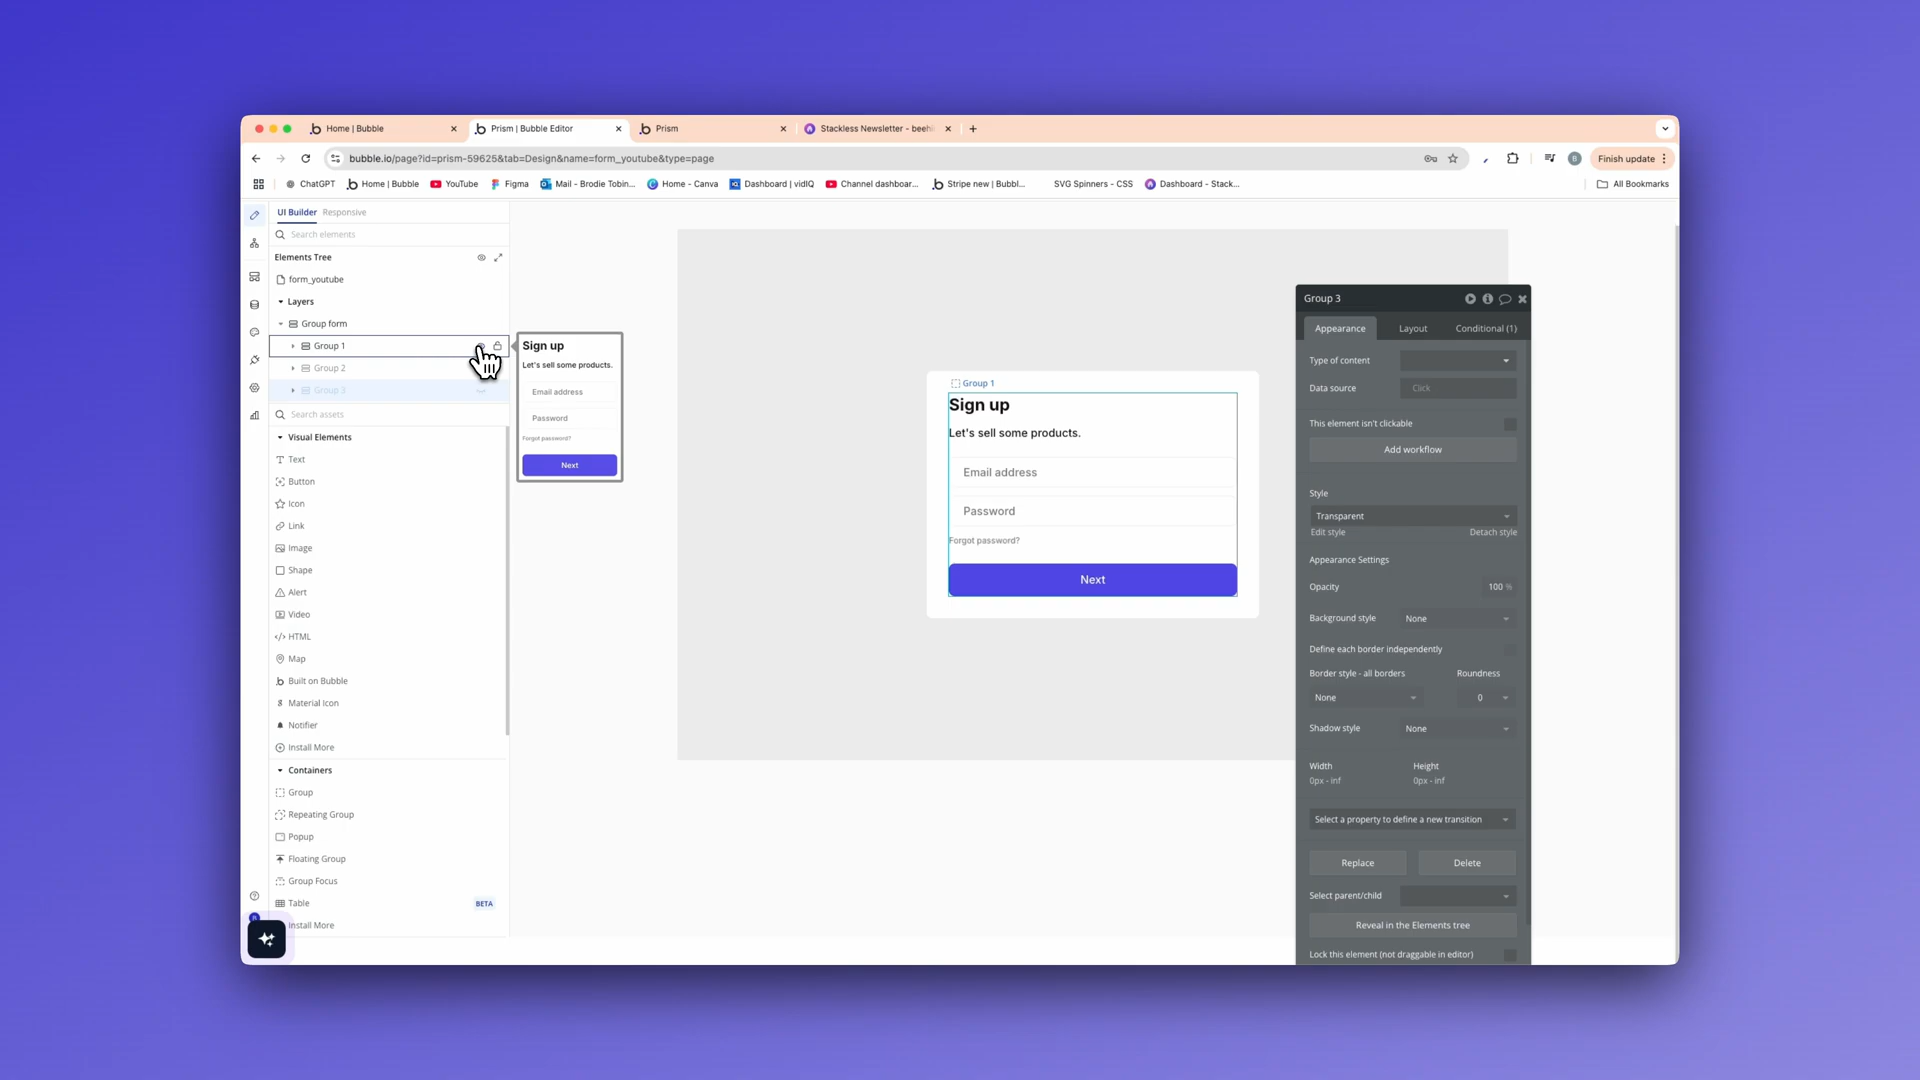 Home | Bubble
Prism | Bubble Editor
Prism
Stackless Newsletter - beehi
bubble.io/page?id=prism-59625&tab=Design&name=form_youtube&type=page
B
Finish update
ChatGPT
Home | Bubble
YouTube
Figma
Mail - Brodie Tobin...
Home - Canva
Dashboard | vidIQ
Channel dashboar...
Stripe new | Bubbl...
SVG Spinners - CSS
Dashboard - Stack...
All Bookmarks
UI Builder
Responsive
Search elements
Elements Tree
form_youtube
Layers
Group form
Group 1
Group 2
Group 3
Search assets
Visual Elements
Text
Button
Icon
Link
Image
Shape
Alert
Video
HTML
Map
Built on Bubble
Material Icon
Notifier
Install More
Containers
Group
Repeating Group
Popup
Floating Group
Group Focus
Table
BETA
Install More
Sign up
Let's sell some products.
Email address
Password
Forgot password?
Next
Group 1
Sign up
Let's sell some products.
Email address
Password
Forgot password?
Next
Group 3
Appearance
Layout
Conditional (1)
Type of content
Data source
Click
This element isn't clickable
Add workflow
Style
Transparent
Edit style
Detach style
Appearance Settings
Opacity
100 %
Background style
None
Define each border independently
Border style - all borders
Roundness
None
0
Shadow style
None
Width
Height
0px - inf
0px - inf
Select a property to define a new transition
Replace
Delete
Select parent/child
Reveal in the Elements tree
Lock this element (not draggable in editor)